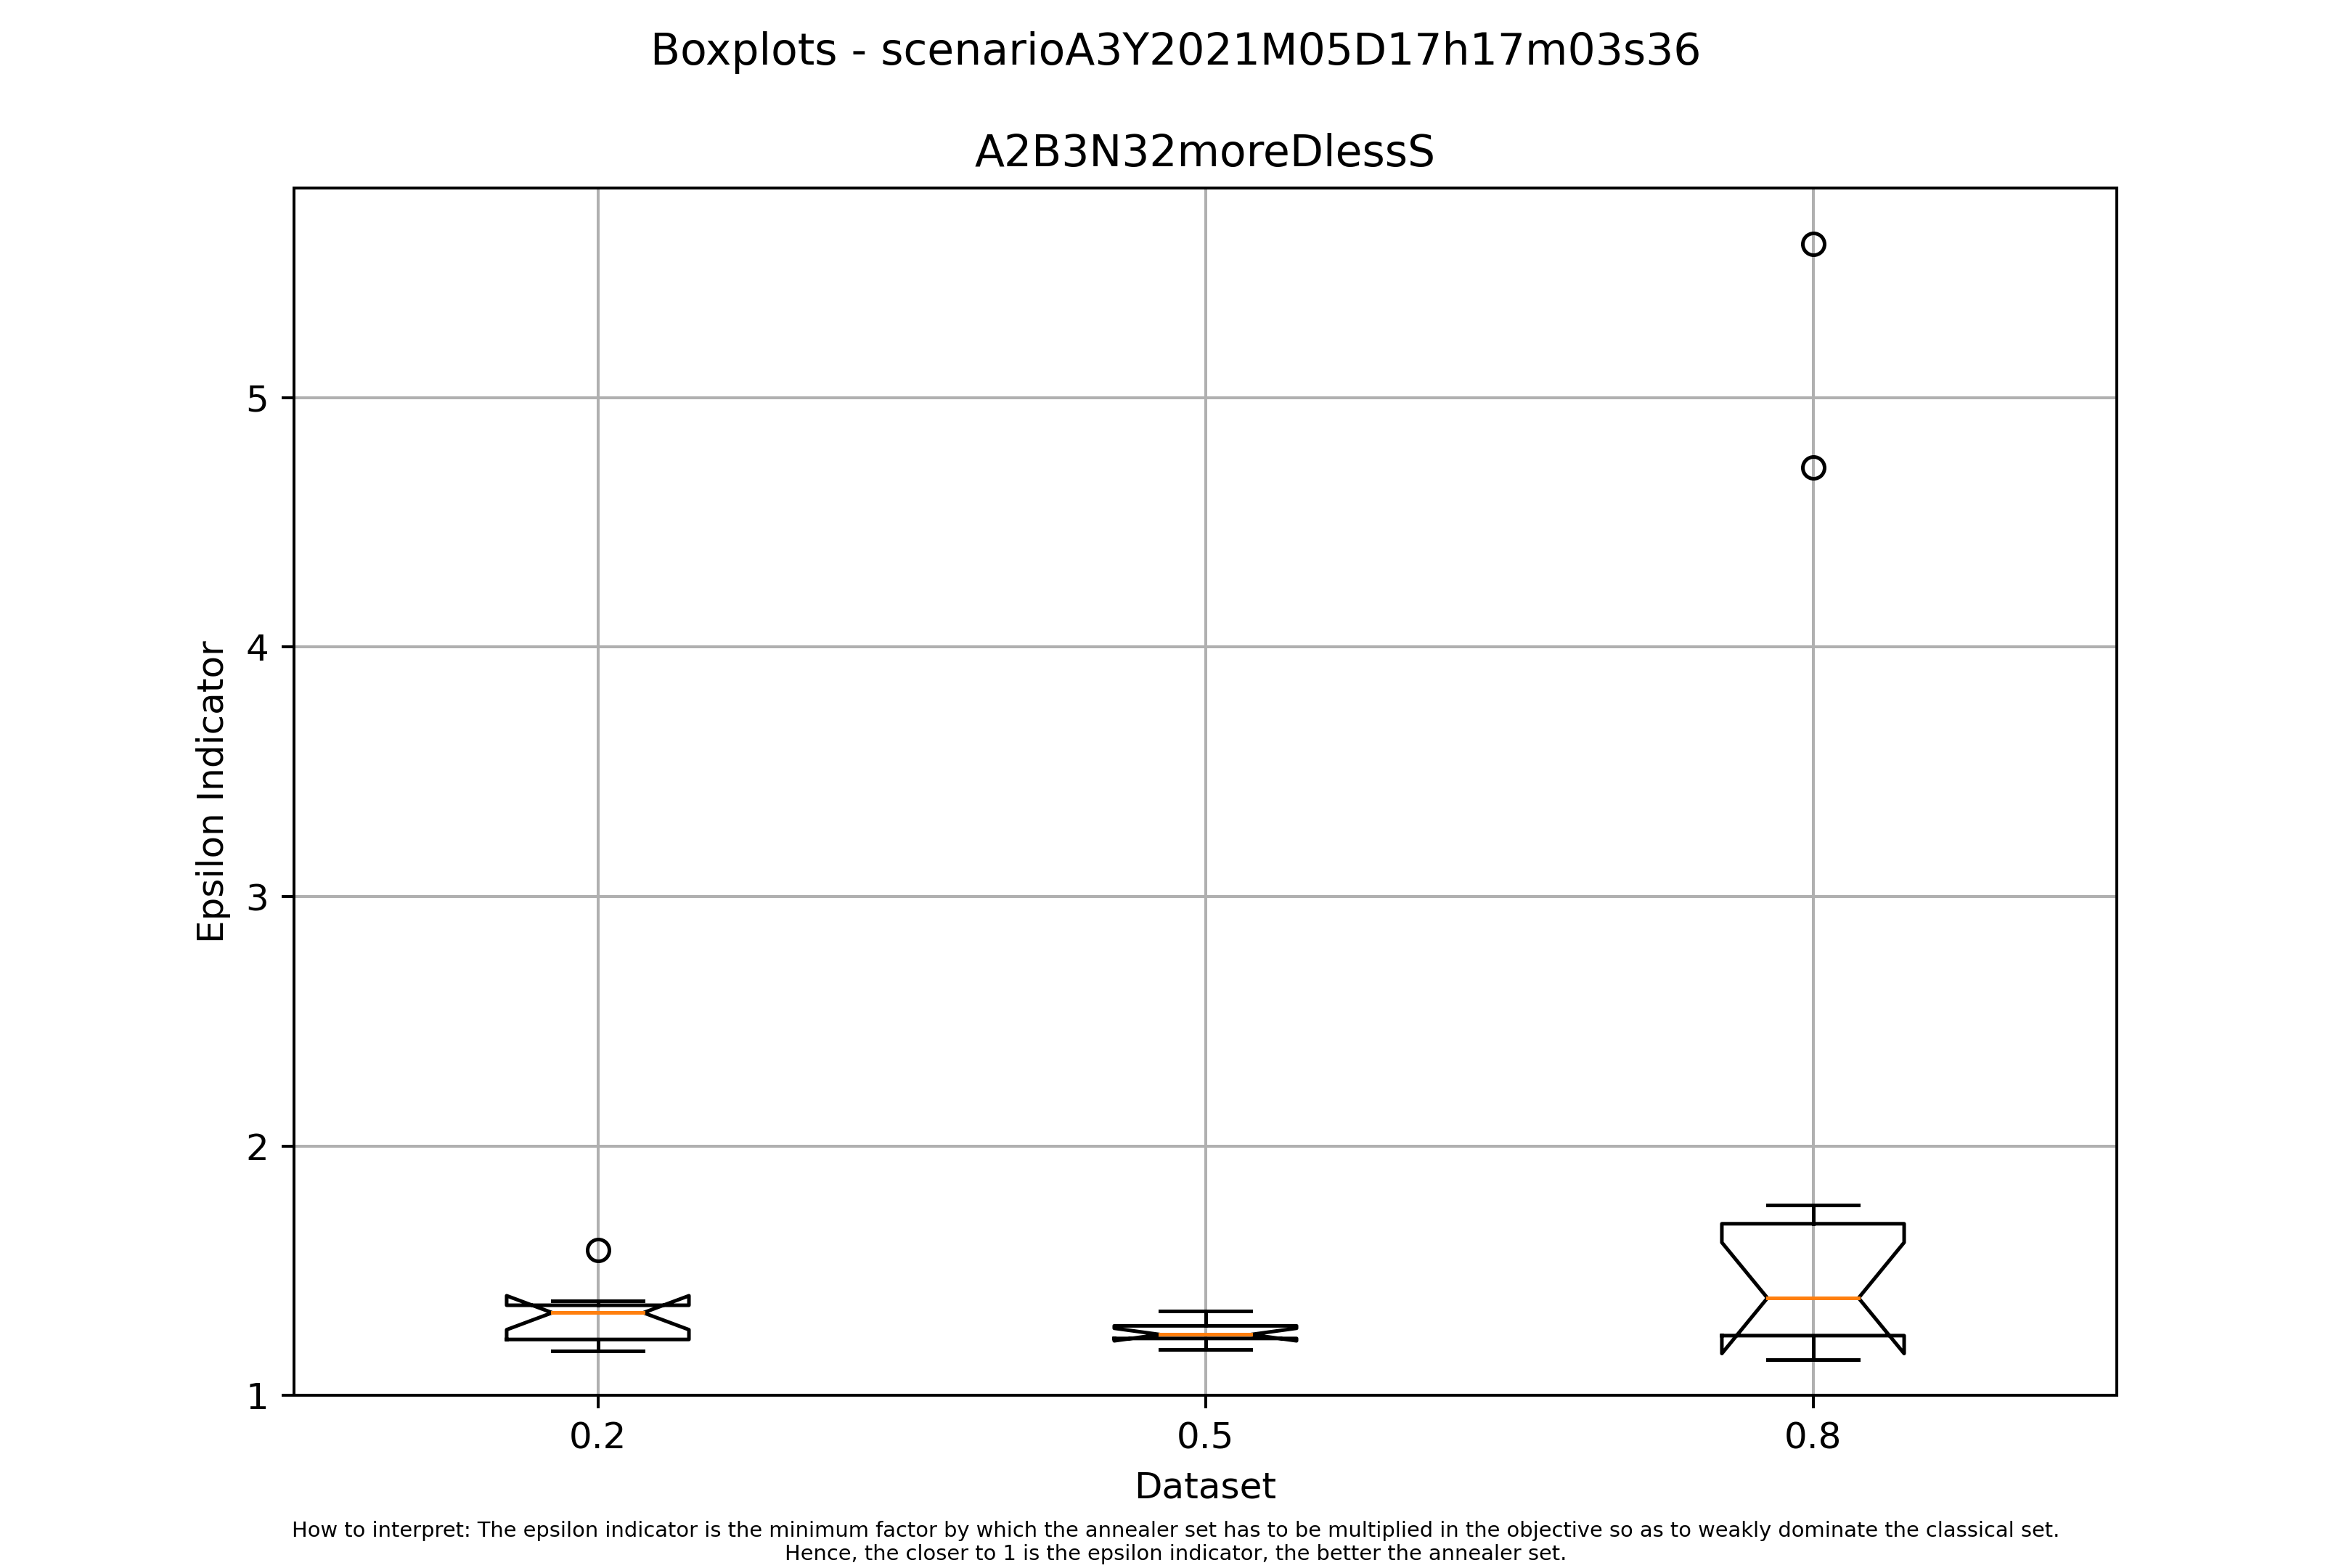 Boxplots - scenarioA3Y2021M05D17h17m03s36
A2B3N32moreDlessS
5
4
3
2
1
Epsilon Indicator
0.2 0.5 0.8
Dataset
How to interpret: The epsilon indicator is the minimum factor by which the annealer set has to be multiplied in the objective so as to weakly dominate the classical set.
Hence, the closer to 1 is the epsilon indicator, the better the annealer set.